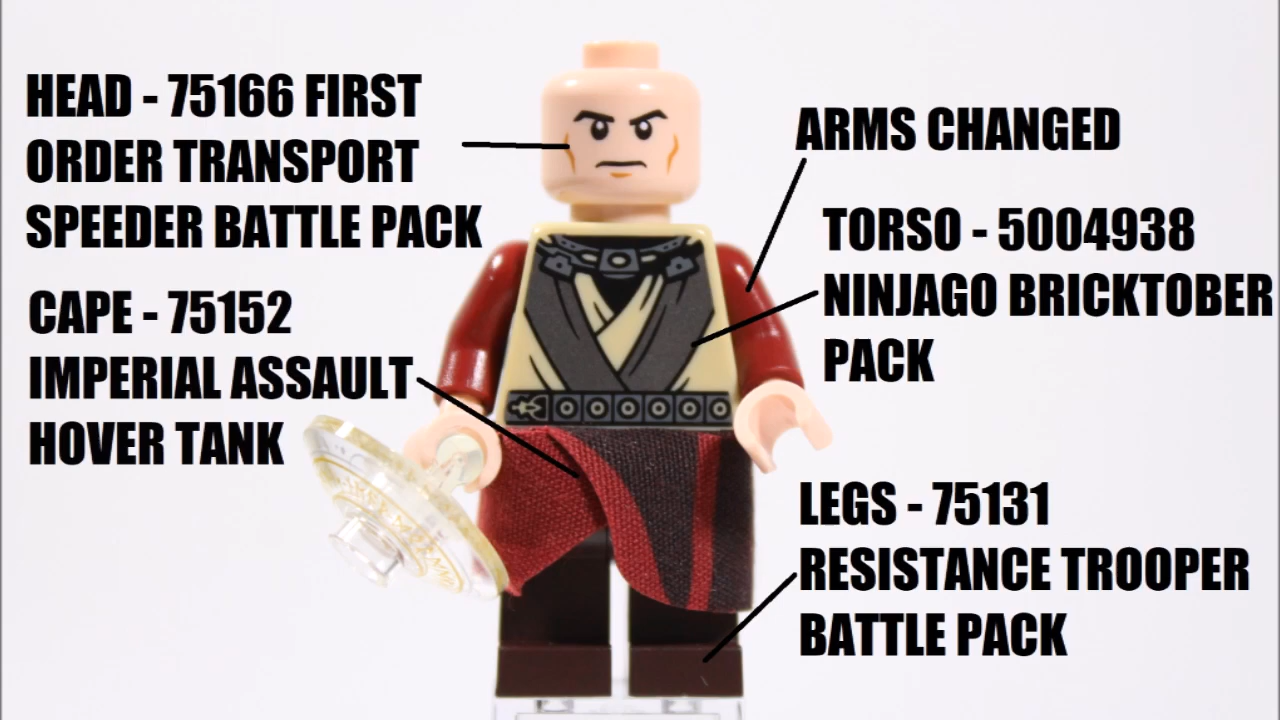 HEAD - 75166 FIRST
ORDER TRANSPORT
SPEEDER BATTLE PACK
CAPE - 75152
IMPERIAL ASSAULT
HOVER TANK
ARMS CHANGED
TORSO - 5004938
NINJAGO BRICKTOBER
PACK
LEGS - 75131
RESISTANCE TROOPER
BATTLE PACK